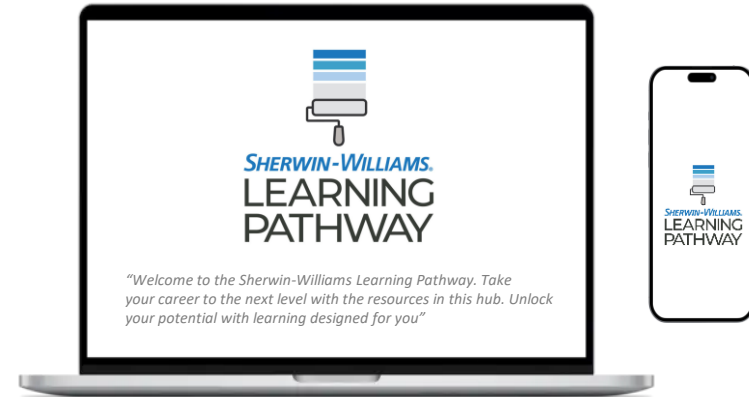 SHERWIN-WILLIAMS.
LEARNING
PATHWAY
“Welcome to the Sherwin-Williams Learning Pathway. Take
your career to the next level with the resources in this hub. Unlock
your potential with learning designed for you”
SHERWIN-WILLIAMS.
LEARNING
PATHWAY